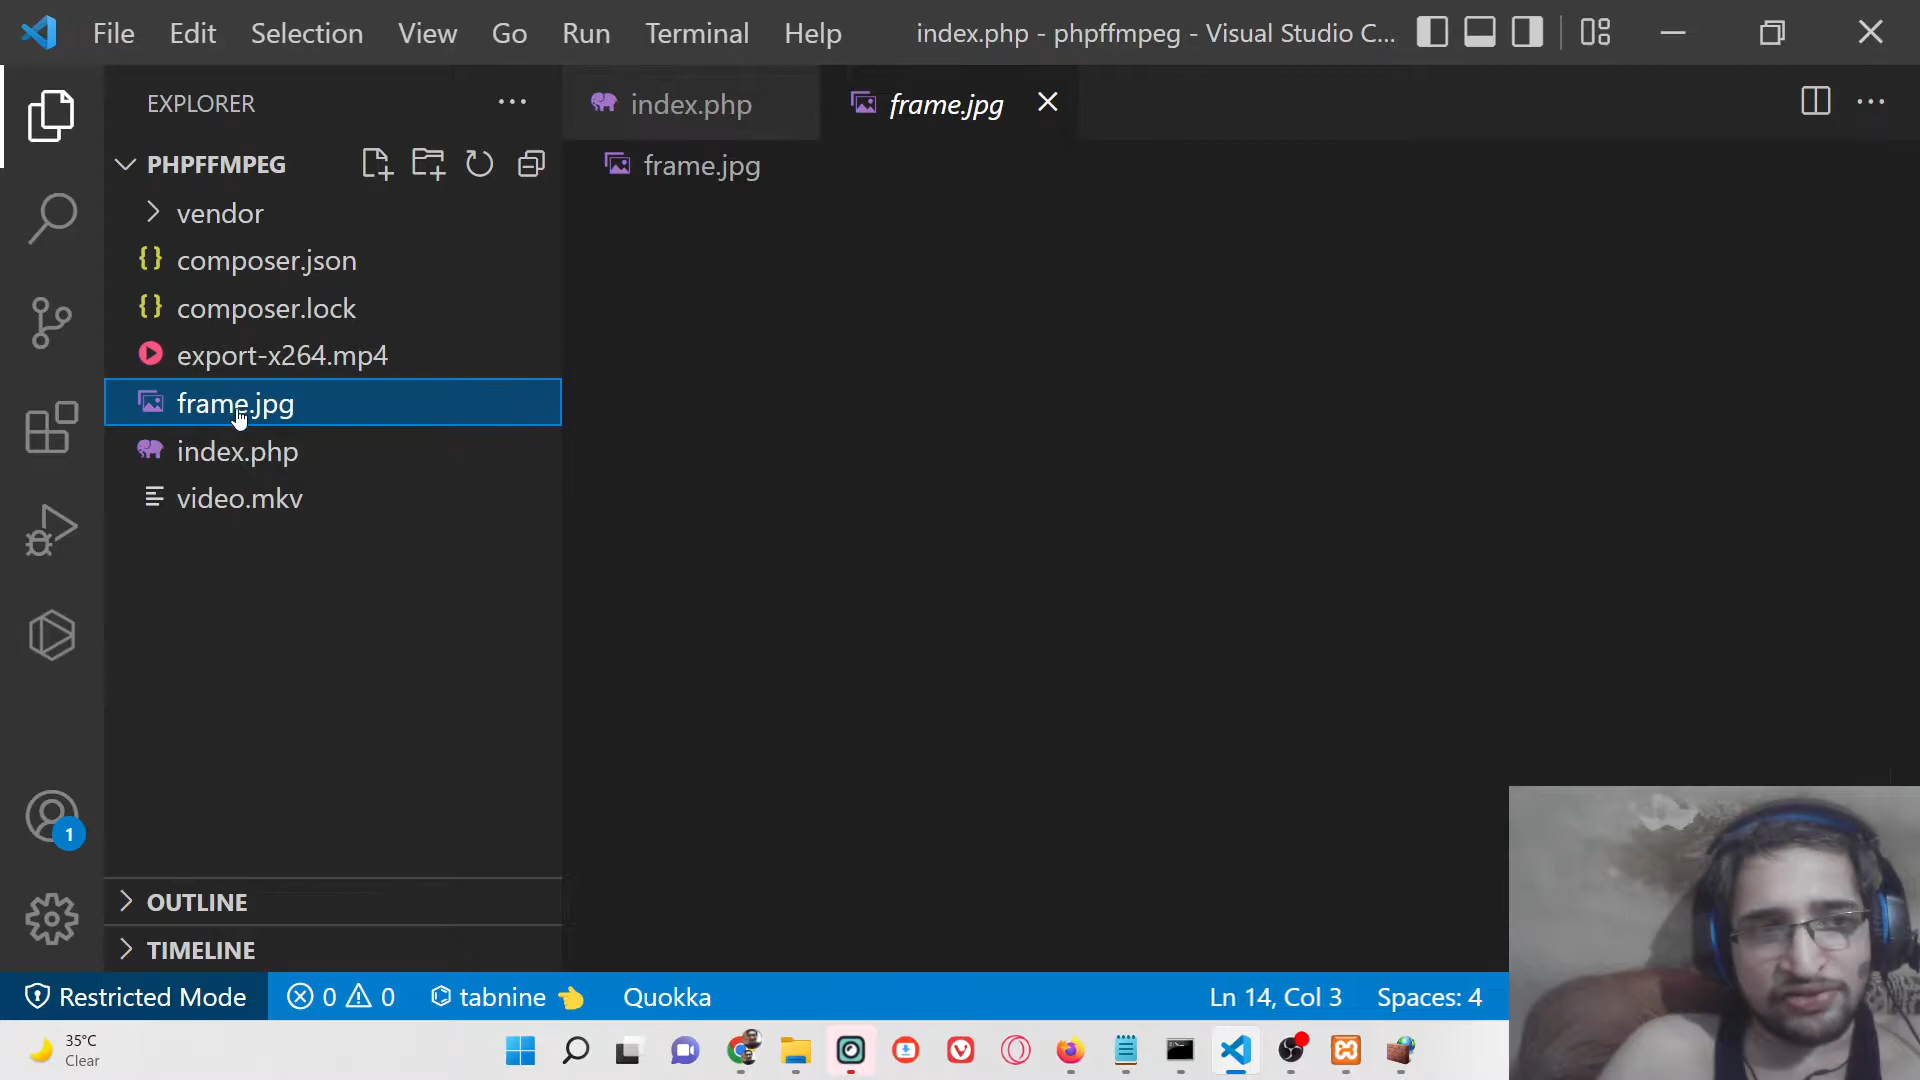 File Edit Selection View Go Run Terminal Help index.php - phpffmpeg - Visual Studio C...
EXPLORER
index.php frame.jpg
PHPFFMPEG
frame.jpg
vendor
composer.json
composer.lock
export-x264.mp4
frame.jpg
index.php
video.mkv
1
OUTLINE
TIMELINE
Restricted Mode 0 0 tabnine Quokka Ln 14, Col 3 Spaces: 4
35°C
Clear